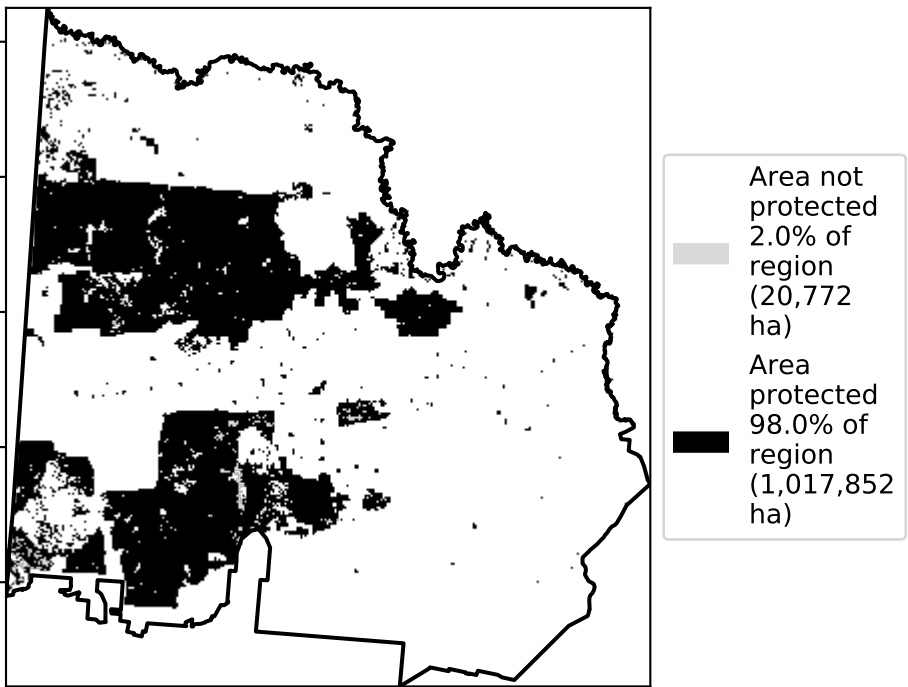 Area not
protected
2.0% of
region
(20,772
ha)
Area
protected
98.0% of
region
(1,017,852
ha)